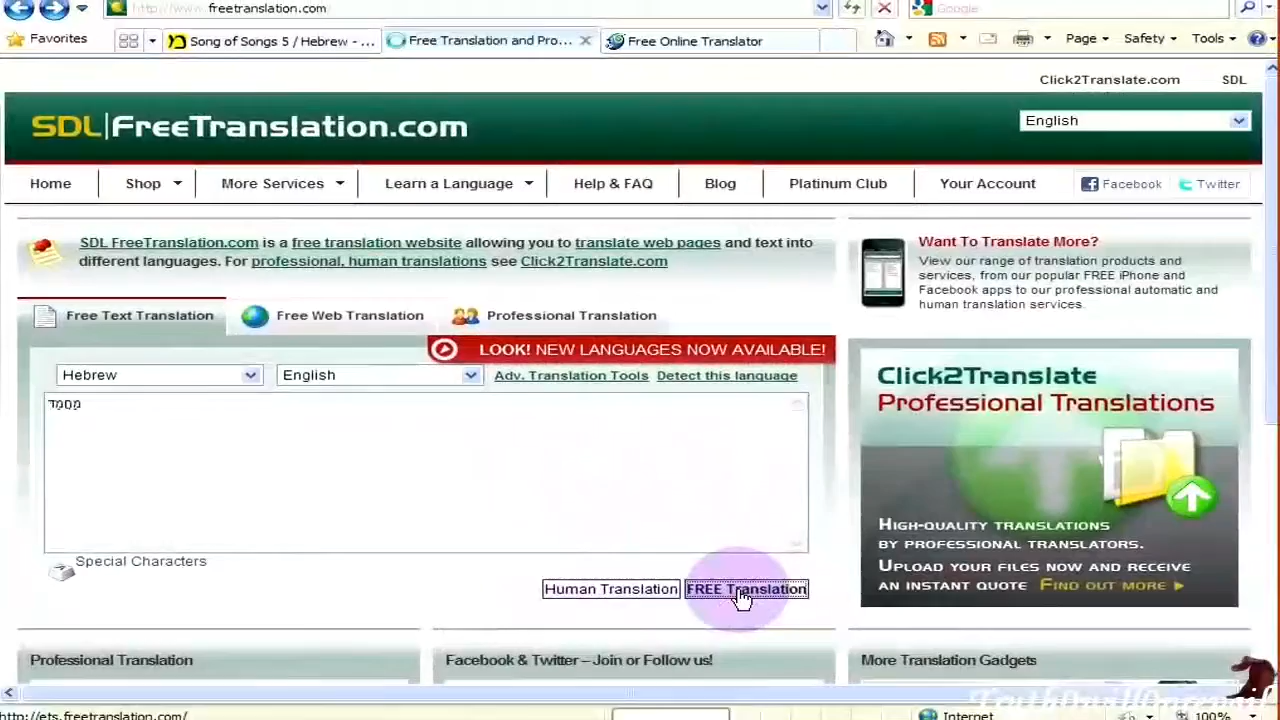 http://www.freetranslation.com
Google
Favorites
Song of Songs 5 / Hebrew - ...
Free Translation and Pro...
Free Online Translator
Page
Safety
Tools
Click2Translate.com
SDL
SDL|FreeTranslation.com
English
Home
Shop
More Services
Learn a Language
Help & FAQ
Blog
Platinum Club
Your Account
Facebook
Twitter
SDL FreeTranslation.com is a free translation website allowing you to translate web pages and text into
different languages. For professional, human translations see Click2Translate.com
Want To Translate More?
View our range of translation products and
services, from our popular FREE iPhone and
Facebook apps to our professional automatic and
human translation services.
Free Text Translation
Free Web Translation
Professional Translation
LOOK! NEW LANGUAGES NOW AVAILABLE!
Hebrew
English
Adv. Translation Tools
Detect this language
מַחֲמַד
Special Characters
Human Translation
FREE Translation
Click2Translate
Professional Translations
HIGH-QUALITY TRANSLATIONS
BY PROFESSIONAL TRANSLATORS.
UPLOAD YOUR FILES NOW AND RECEIVE
AN INSTANT QUOTE FIND OUT MORE
Professional Translation
Facebook & Twitter – Join or Follow us!
More Translation Gadgets
http://ets.freetranslation.com/
Internet
100%